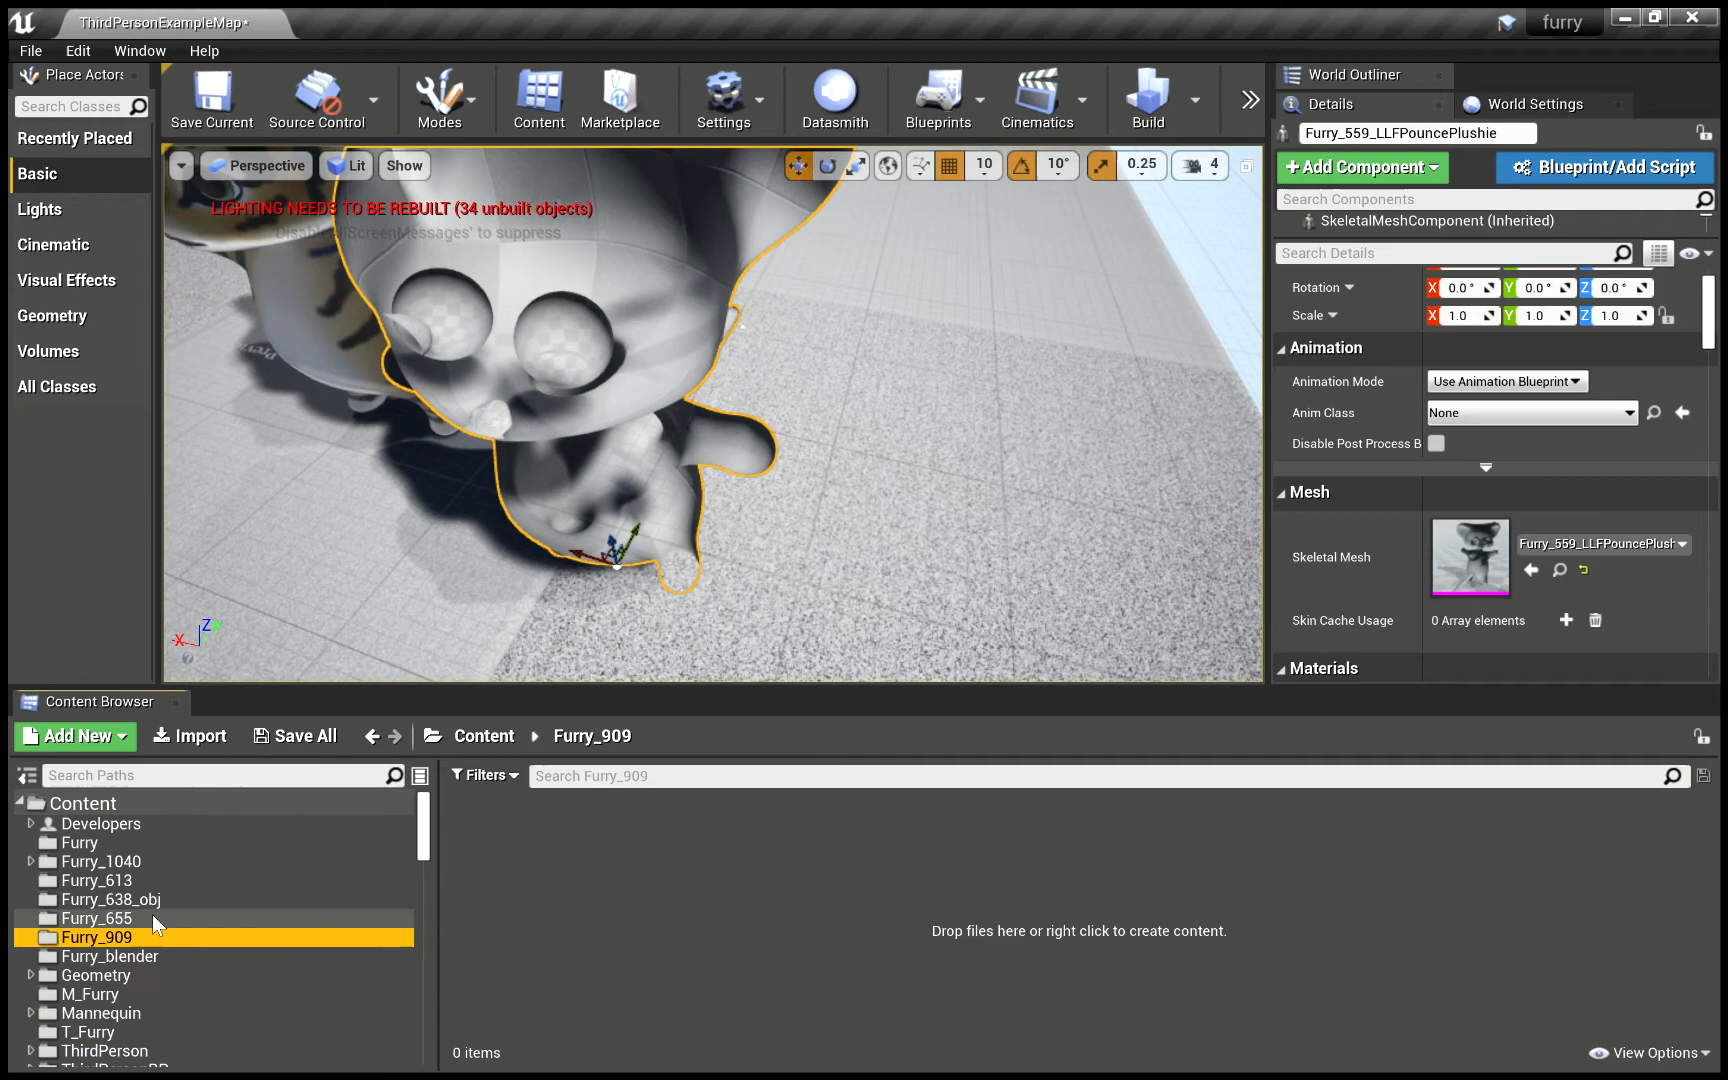 ThirdPersonExampleMap*
furry
File Edit Window Help
Place Actors
Search Classes
Recently Placed
Basic
Lights
Cinematic
Visual Effects
Geometry
Volumes
All Classes
Save Current
Source Control
Modes
Content
Marketplace
Settings
Datasmith
Blueprints
Cinematics
Build
Perspective
Lit
Show
10
10°
0.25
4
LIGHTING NEEDS TO BE REBUILT (34 unbuilt objects)
'DisableAllScreenMessages' to suppress
X
Z
Y
World Outliner
Details
World Settings
Furry_559_LLFPouncePlushie
+Add Component
Blueprint/Add Script
Search Components
SkeletalMeshComponent (Inherited)
Search Details
Rotation X 0.0° Y 0.0° Z 0.0°
Scale X 1.0 Y 1.0 Z 1.0
Animation
Animation Mode Use Animation Blueprint
Anim Class None
Disable Post Process B
Mesh
Skeletal Mesh Furry_559_LLFPouncePlush
Skin Cache Usage 0 Array elements
Materials
Content Browser
Add New Import Save All Content Furry_909
Search Paths
Filters
Search Furry_909
Content
Developers
Furry
Furry_1040
Furry_613
Furry_638_obj
Furry_655
Furry_909
Furry_blender
Geometry
M_Furry
Mannequin
T_Furry
ThirdPerson
ThirdPersonBP
Drop files here or right click to create content.
0 items
View Options